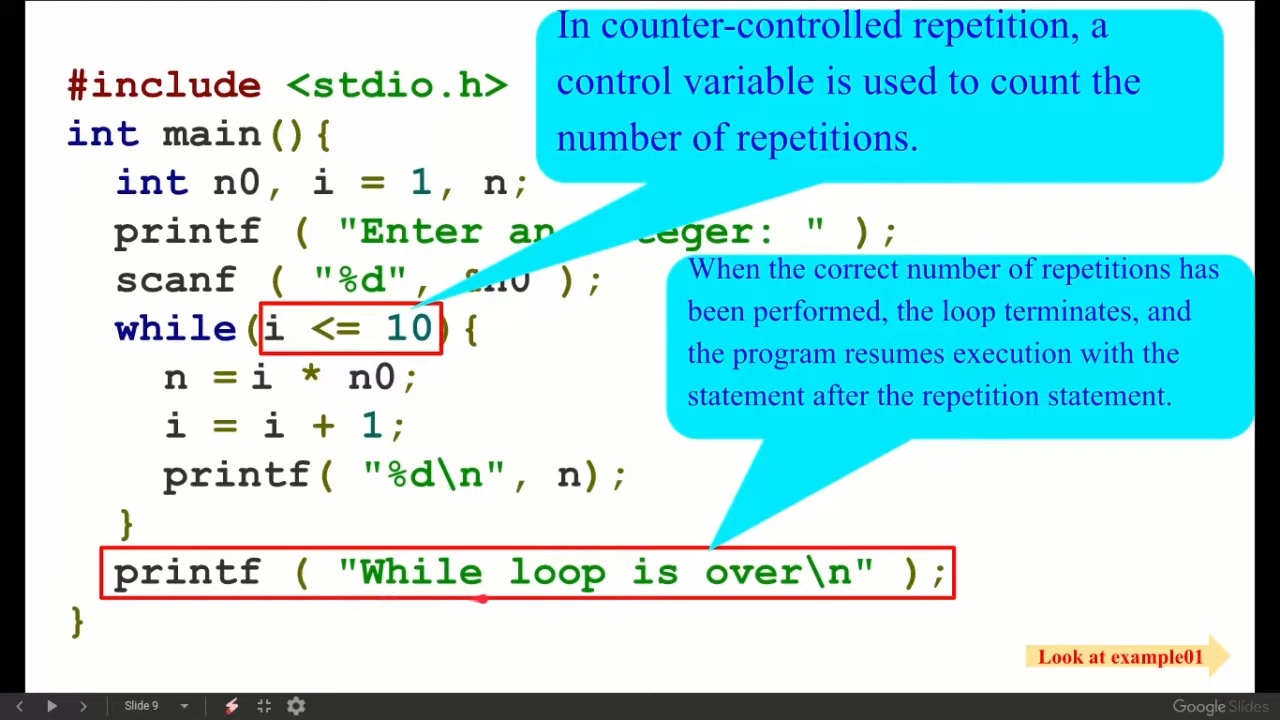 In counter-controlled repetition, a
control variable is used to count the
number of repetitions.
#include <stdio.h>
int main(){
int n0, i = 1, n;
printf ( "Enter an teger: " );
scanf ( "%d", &n0 );
while(i <= 10){
n = i * n0;
i = i + 1;
printf( "%d\n", n);
}
printf ( "While loop is over\n" );
}
When the correct number of repetitions has
been performed, the loop terminates, and
the program resumes execution with the
statement after the repetition statement.
Look at example01
Slide 9
Google Slides